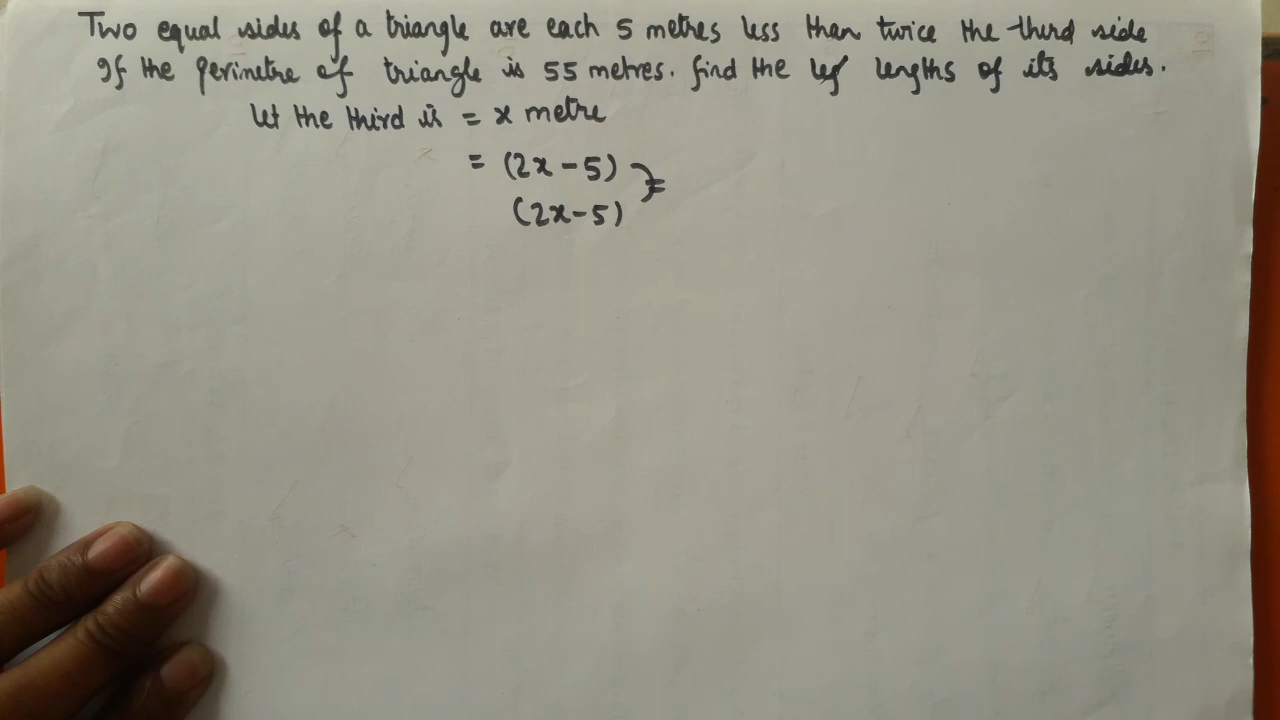 Two equal sides of a triangle are each 5 metres less than twice the third side
If the Perimetre of triangle is 55 metres. find the lengths of its sides.
let the third is = x metre
= (2x - 5)
(2x - 5) =